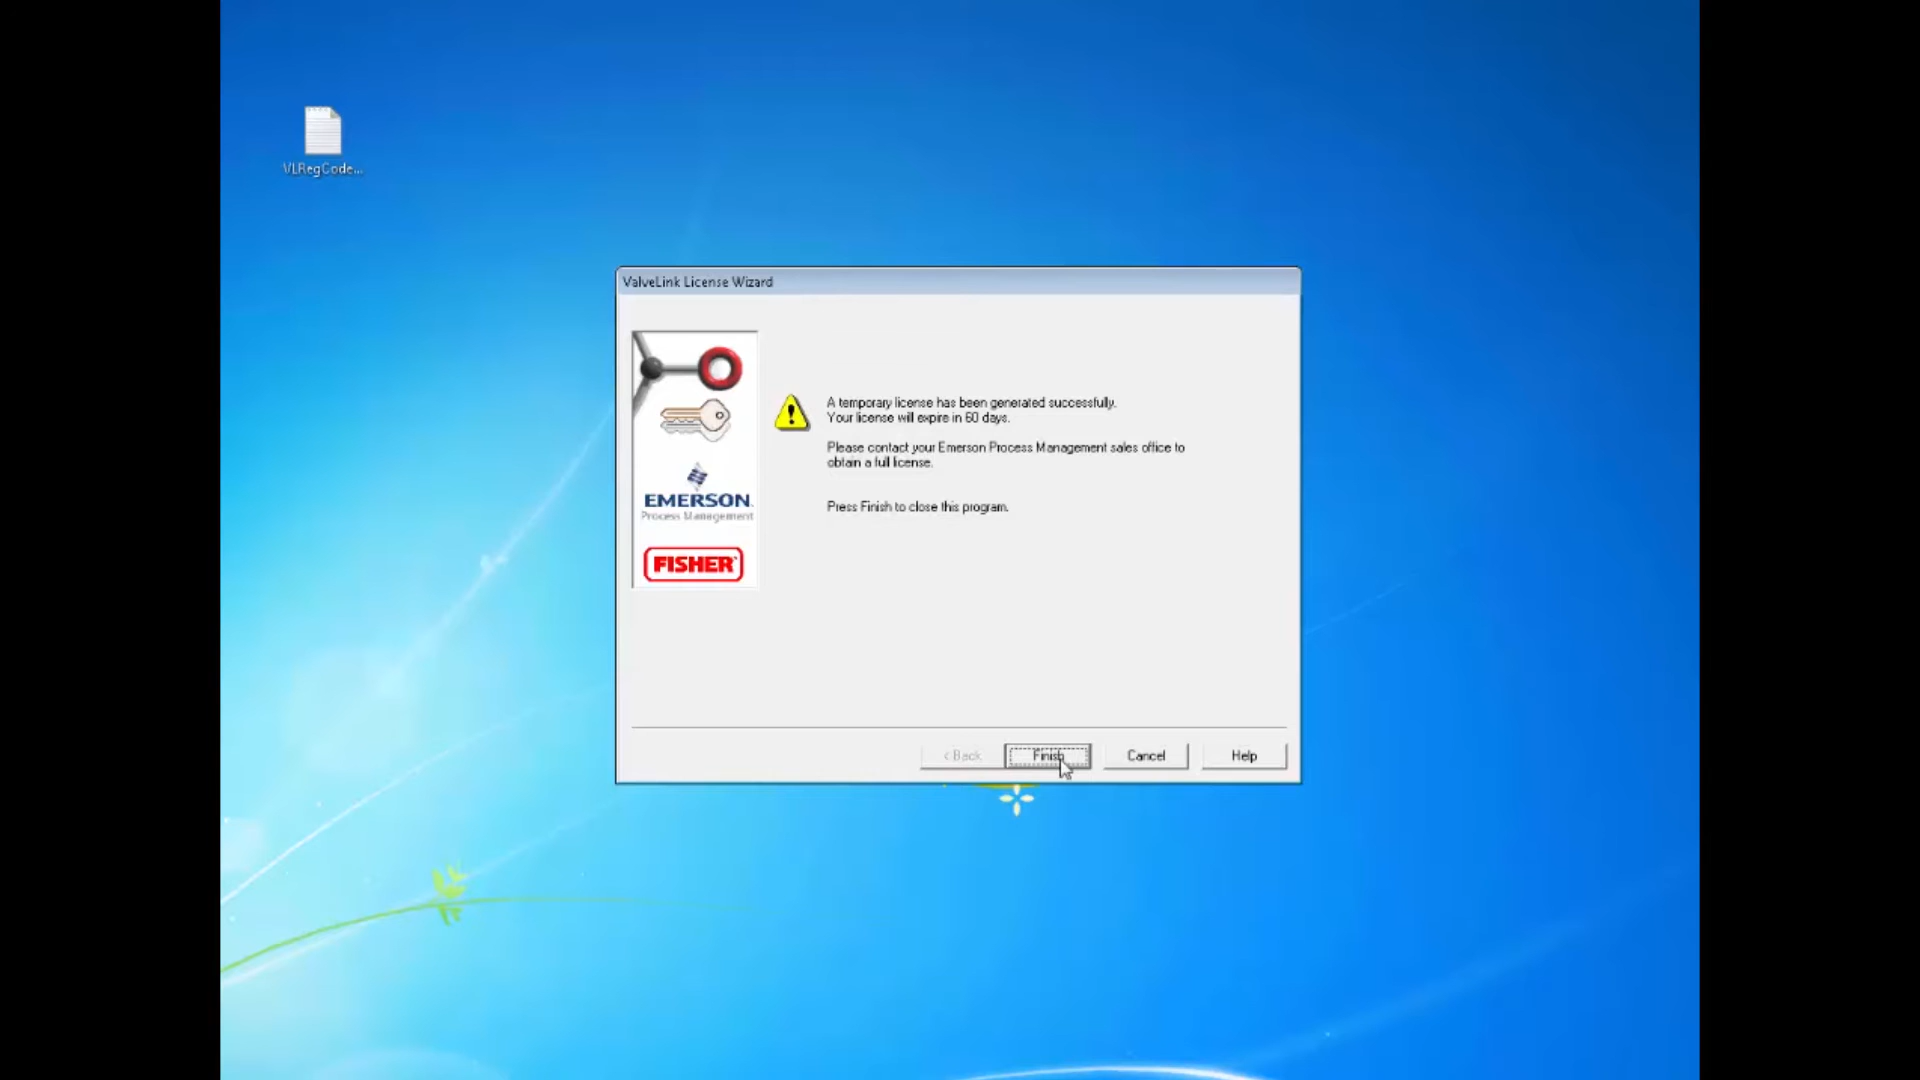 VLRegCode...
ValveLink License Wizard
A temporary license has been generated successfully.
Your license will expire in 60 days.
Please contact your Emerson Process Management sales office to
obtain a full license.
Press Finish to close this program.
EMERSON
Process Management
FISHER
< Back
Finish
Cancel
Help